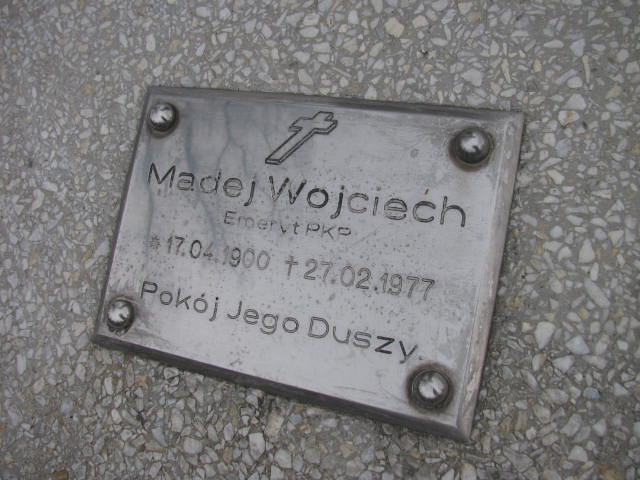 Madej Wojciech
Emeryt PKP
* 17.04.1900 † 27.02.1977
Pokój Jego Duszy.